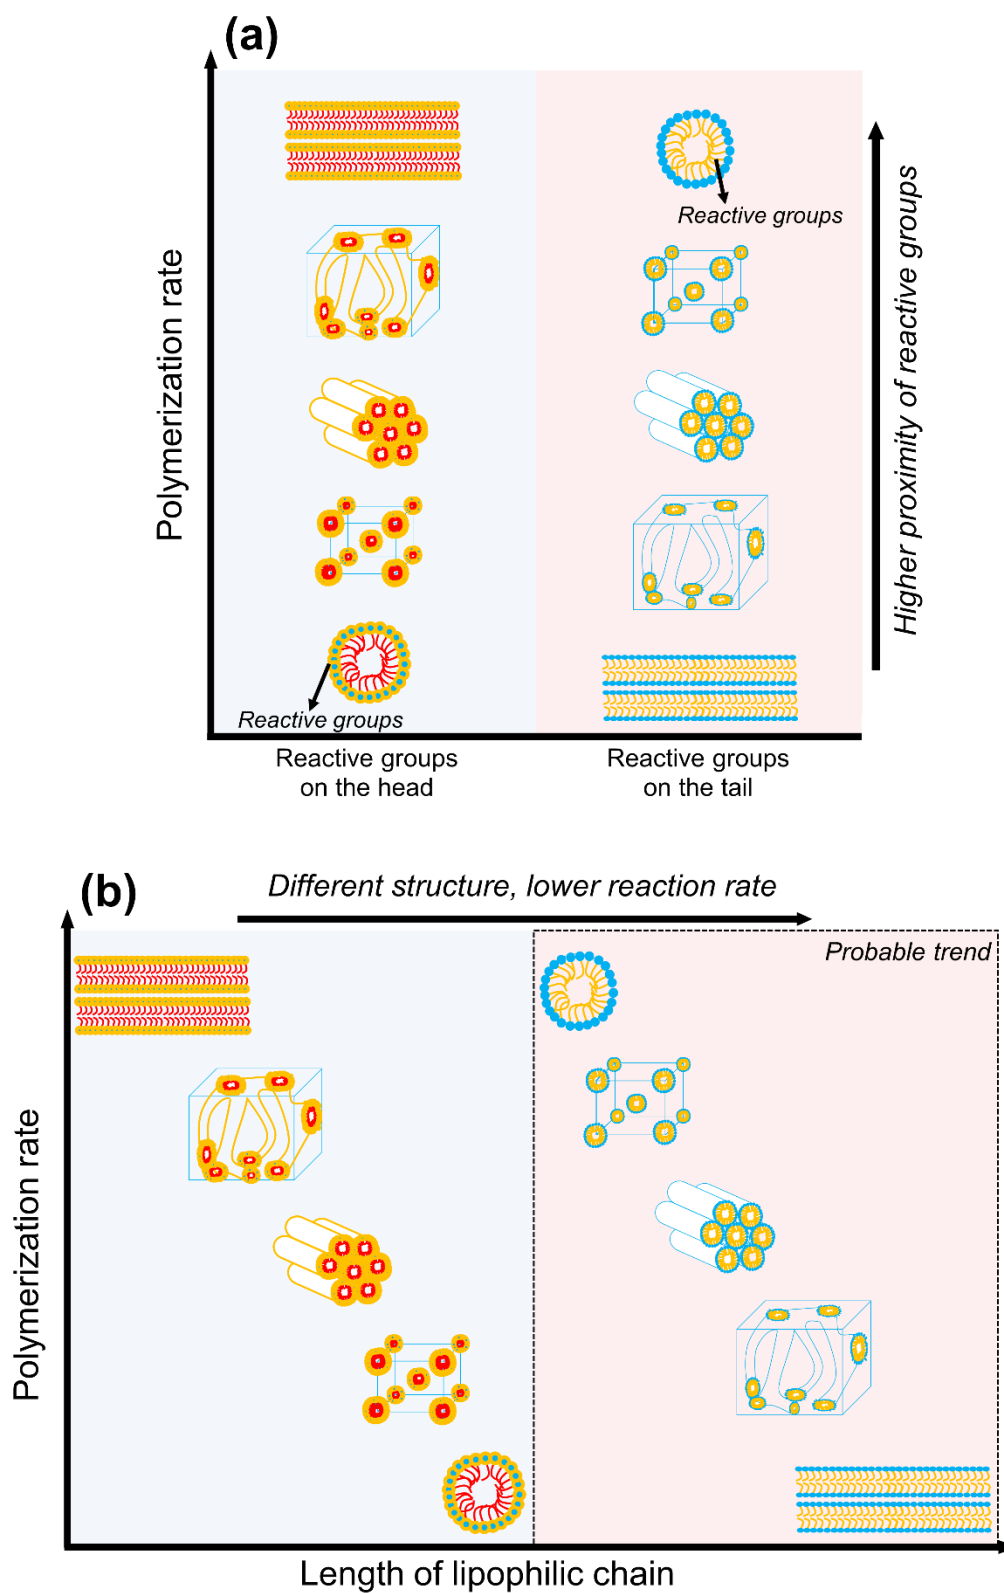 (a)
Polymerization rate
Reactive groups
Higher proximity of reactive groups
Reactive groups
Reactive groups
on the head
Reactive groups
on the tail
(b)
Different structure, lower reaction rate
Probable trend
Polymerization rate
Length of lipophilic chain